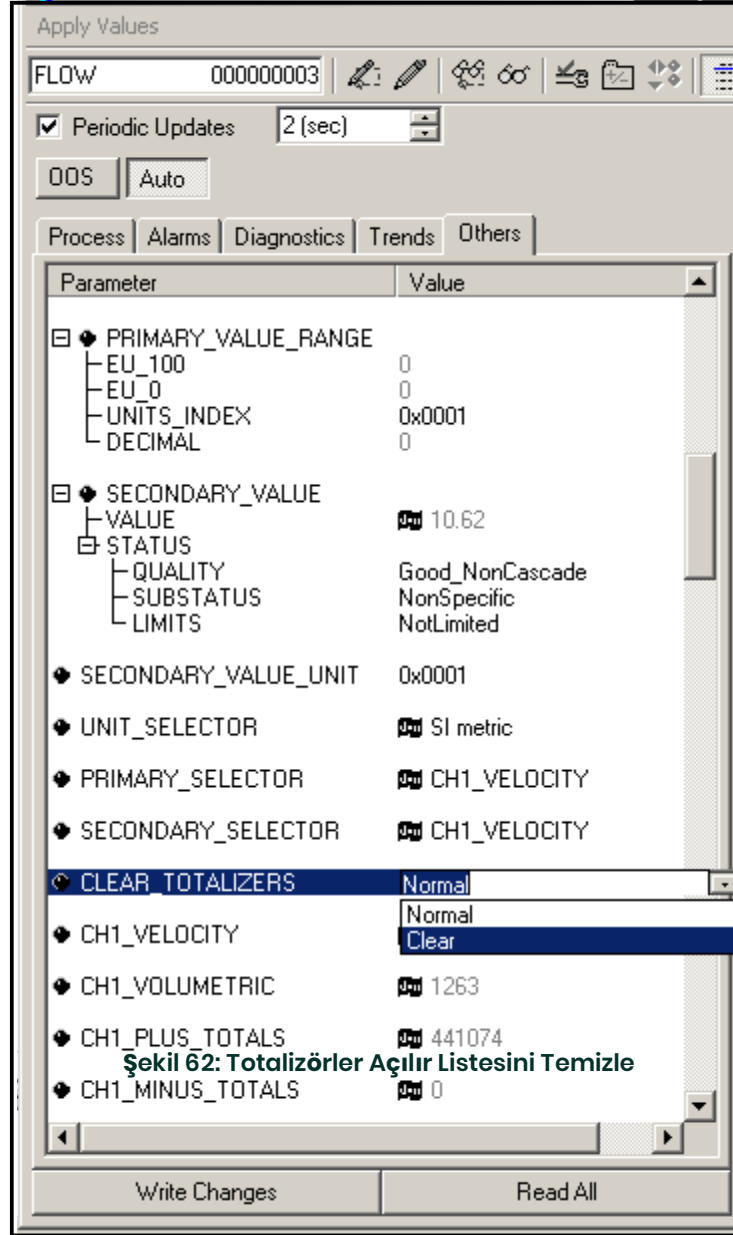 Apply Values
FLOW 000000003
Periodic Updates 2 (sec)
OOS Auto
Process Alarms Diagnostics Trends Others
Parameter Value
PRIMARY_VALUE_RANGE
EU_100 0
EU_0 0
UNITS_INDEX 0x0001
DECIMAL 0
SECONDARY_VALUE
VALUE 10.62
STATUS
QUALITY Good_NonCascade
SUBSTATUS NonSpecific
LIMITS NotLimited
SECONDARY_VALUE_UNIT 0x0001
UNIT_SELECTOR SI metric
PRIMARY_SELECTOR CH1_VELOCITY
SECONDARY_SELECTOR CH1_VELOCITY
CLEAR_TOTALIZERS Normal
Normal
CH1_VELOCITY Clear
CH1_VOLUMETRIC 1263
CH1_PLUS_TOTALS 441074
Şekil 62: Totalizörler Açılır Listesini Temizle
CH1_MINUS_TOTALS 0
Write Changes Read All